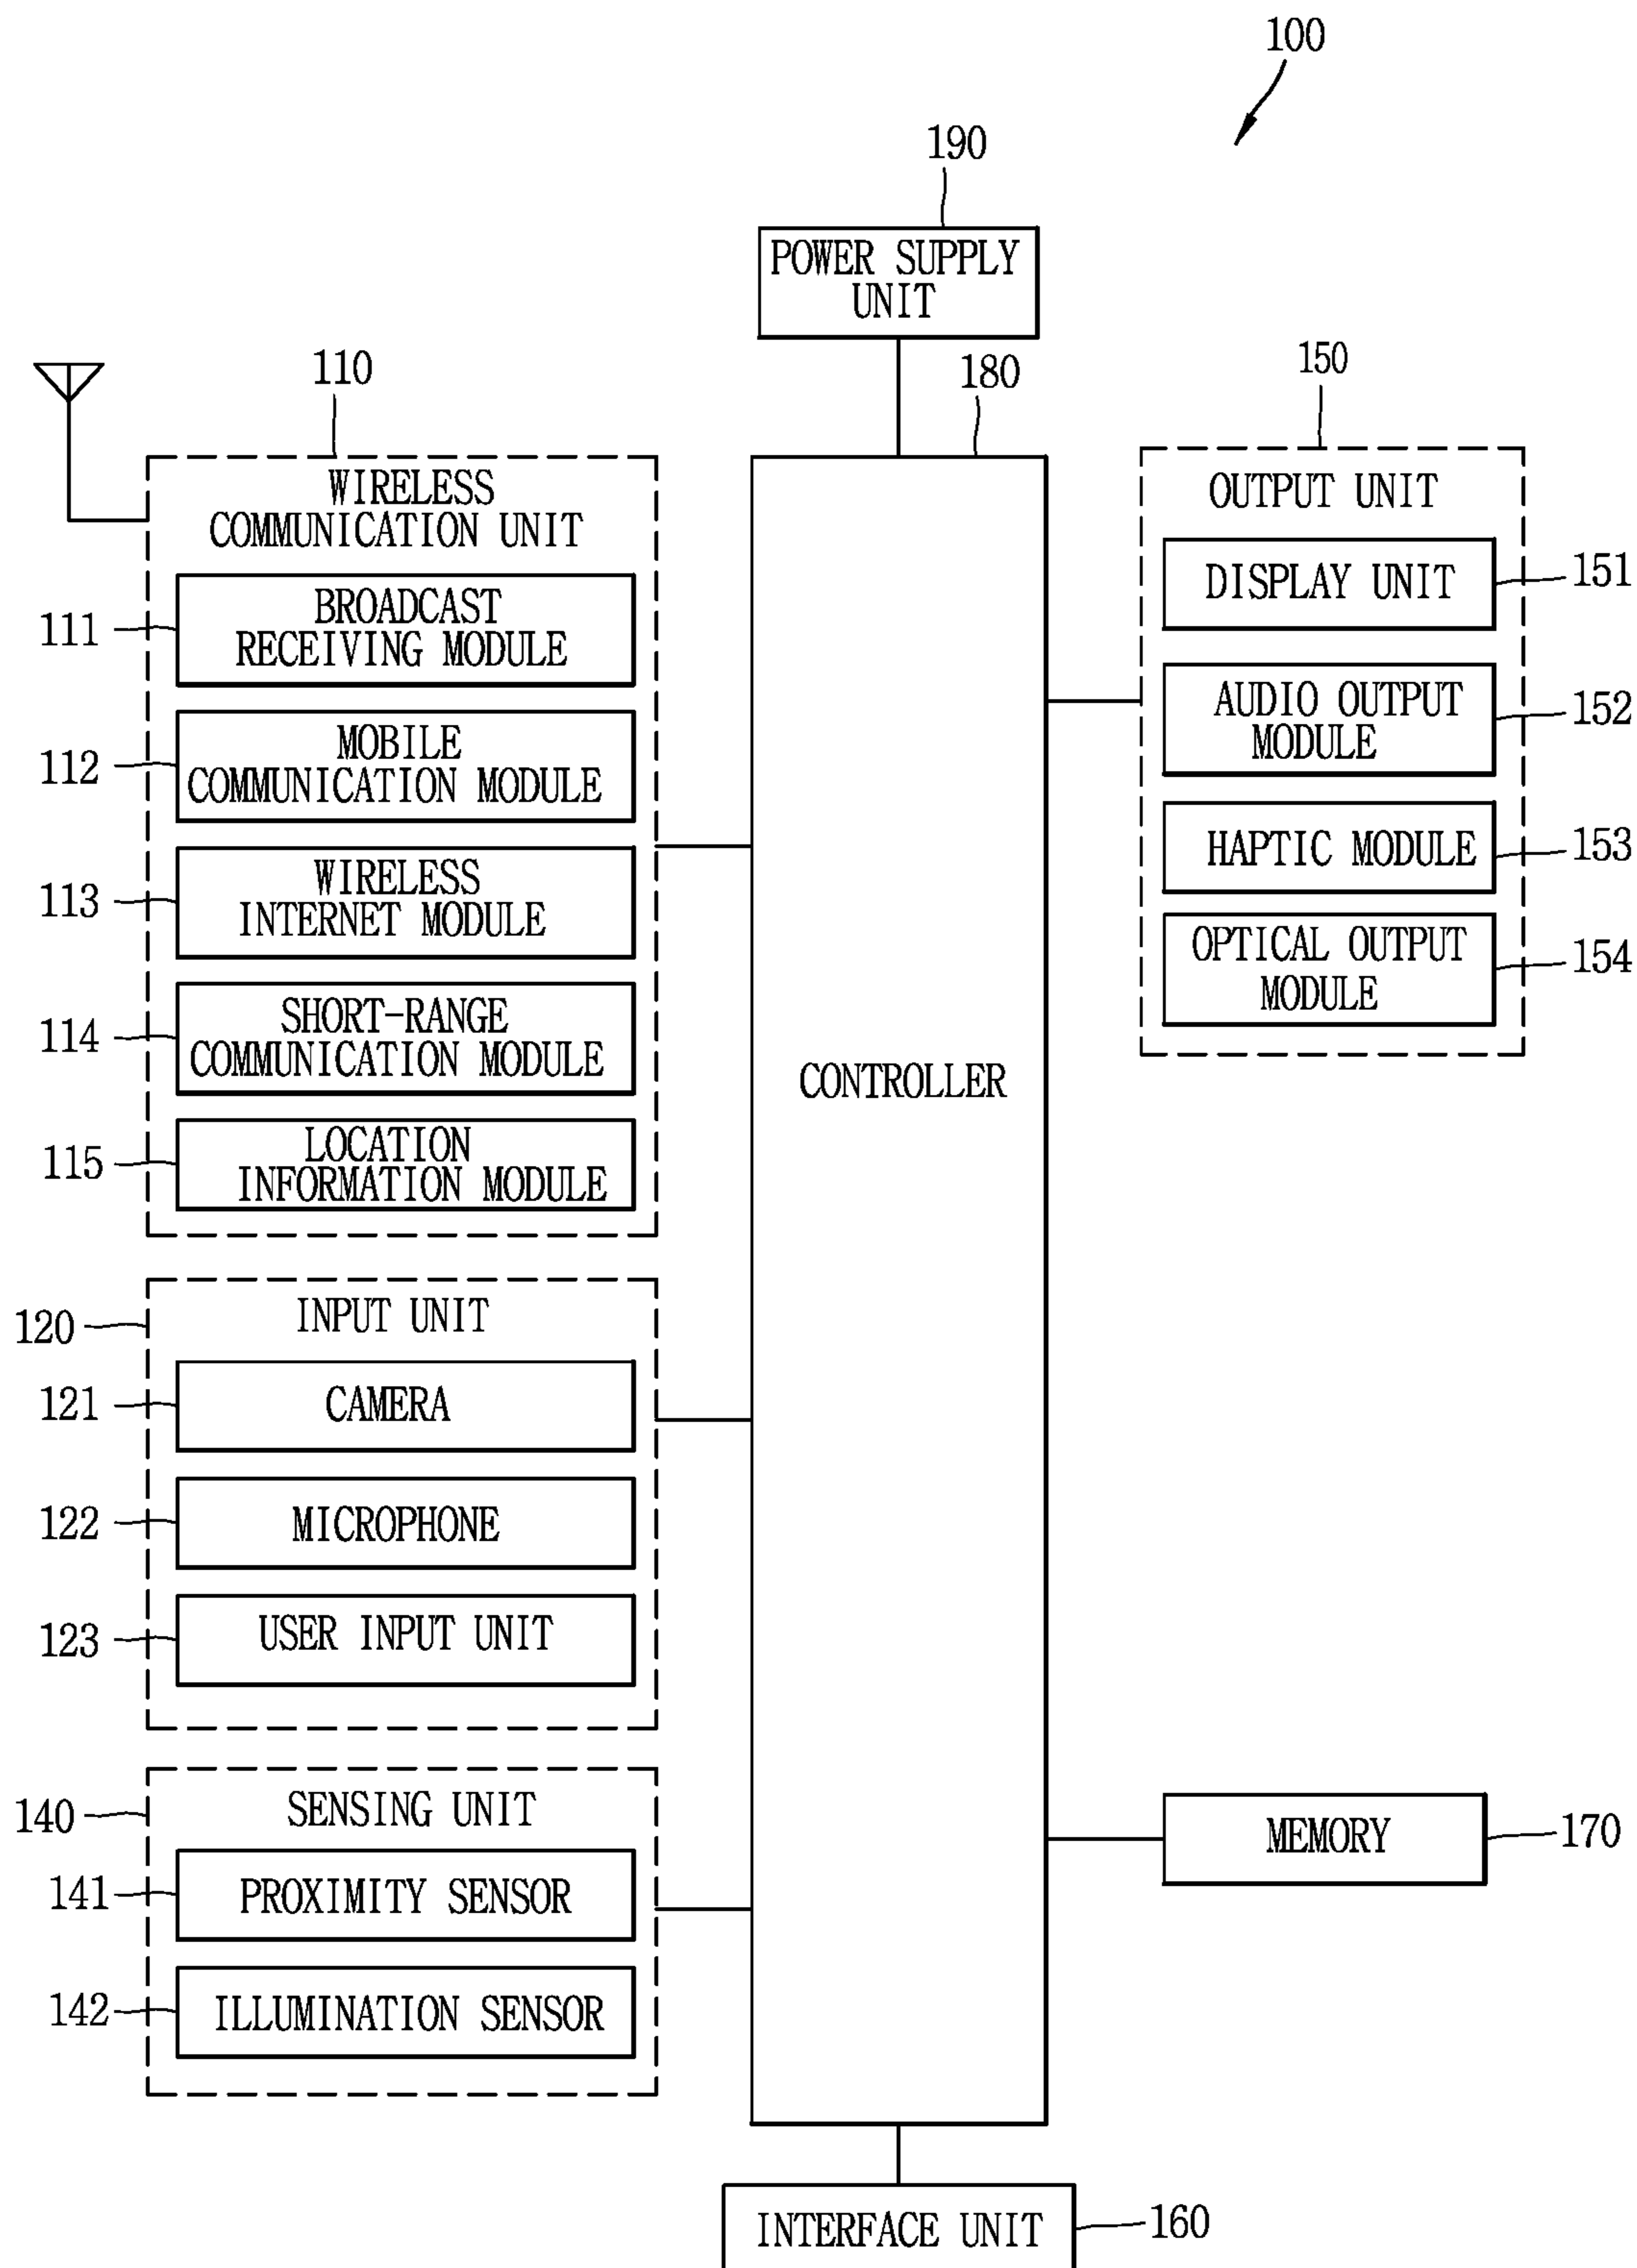 100
190
POWER SUPPLY
UNIT
110
180
150
WIRELESS
COMMUNICATION UNIT
111
BROADCAST
RECEIVING MODULE
112
MOBILE
COMMUNICATION MODULE
113
WIRELESS
INTERNET MODULE
114
SHORT-RANGE
COMMUNICATION MODULE
115
LOCATION
INFORMATION MODULE
120
INPUT UNIT
121
CAMERA
122
MICROPHONE
123
USER INPUT UNIT
140
SENSING UNIT
141
PROXIMITY SENSOR
142
ILLUMINATION SENSOR
CONTROLLER
OUTPUT UNIT
DISPLAY UNIT
151
AUDIO OUTPUT
MODULE
152
HAPTIC MODULE
153
OPTICAL OUTPUT
MODULE
154
MEMORY
170
INTERFACE UNIT
160